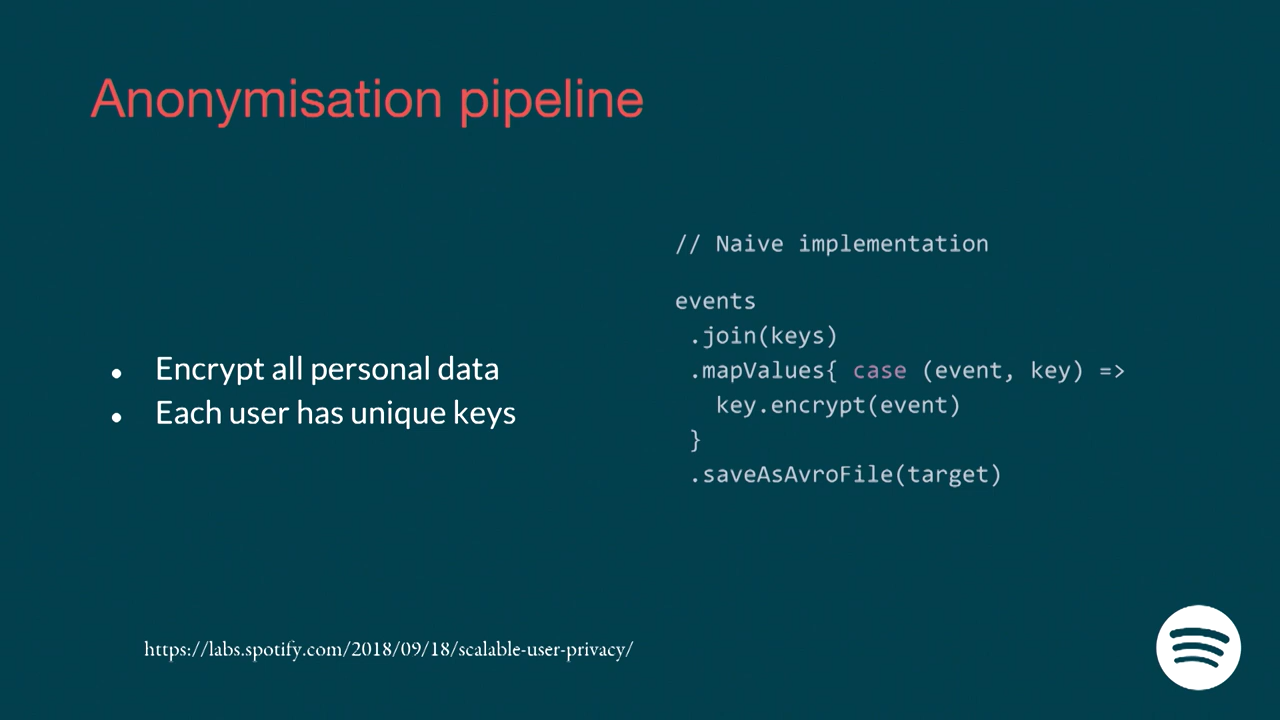 Anonymisation pipeline
• Encrypt all personal data
• Each user has unique keys
// Naive implementation
events
.join(keys)
.mapValues{ case (event, key) =>
key.encrypt(event)
}
.saveAsAvroFile(target)
https://labs.spotify.com/2018/09/18/scalable-user-privacy/